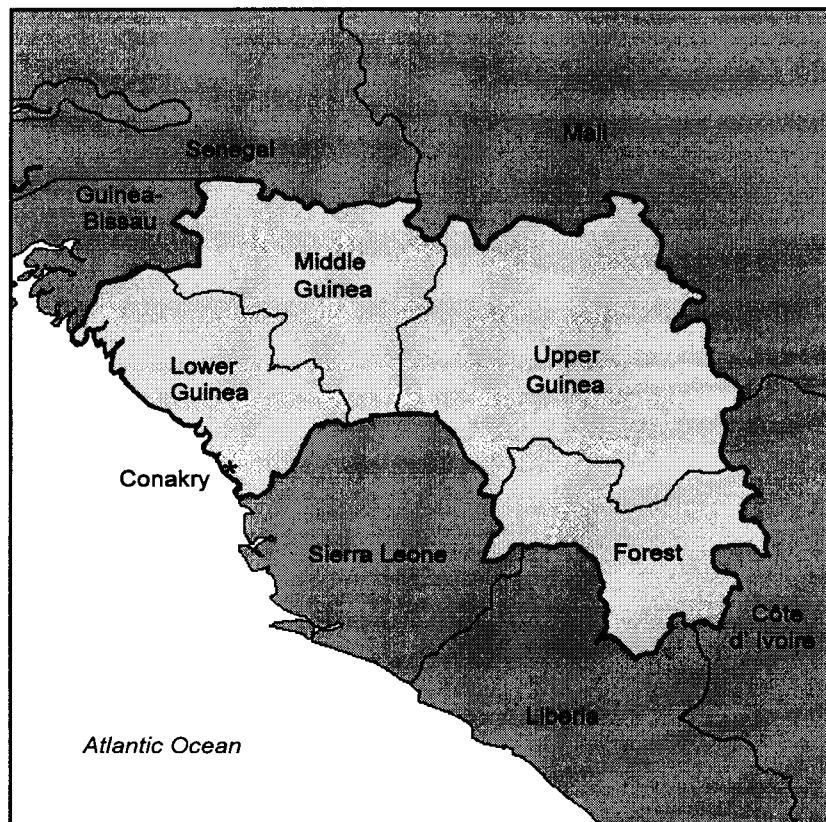 Mali
Senegal
Guinea-
Bissau
Middle
Guinea
Upper
Guinea
Lower
Guinea
Conakry
*
Sierra Leone
Forest
Côte
d' Ivoire
Liberia
Atlantic Ocean